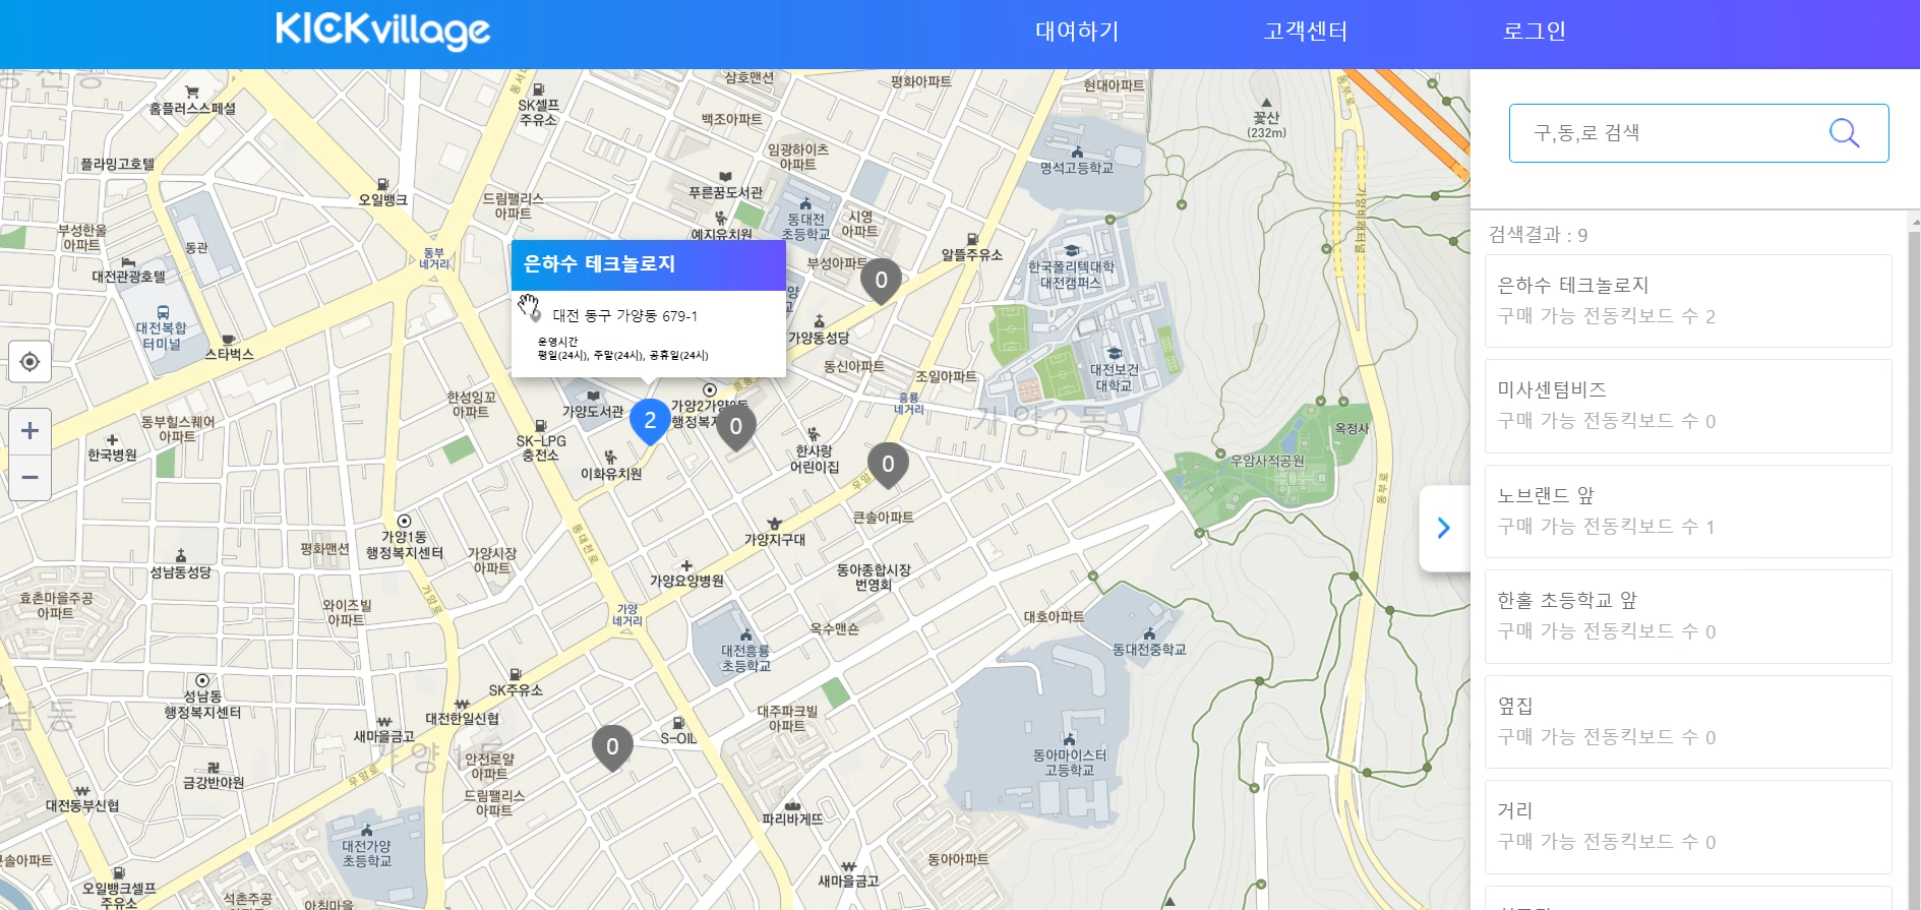 KICKvillage
대여하기
고객센터
로그인
홈플러스스페셜
SK셀프
주유소
삼호맨션
평화아파트
현대아파트
백조아파트
꽃산
(232m)
플라밍고호텔
임광하이츠
아파트
명석고등학교
오일뱅크
드림팰리스
아파트
푸른꿈도서관
동대전
초등학교
시영
아파트
부성한울
아파트
동관
동부
네거리
예지유치원
알뜰주유소
부성아파트
한국폴리텍대학
대전캠퍼스
대전관광호텔
은하수 테크놀로지
대전 동구 가양동 679-1
운영시간
평일(24시), 주말(24시), 공휴일(24시)
0
대전복합
터미널
스타벅스
가양동성당
동신아파트
조일아파트
대전보건
대학교
한성잉꼬
아파트
가양도서관
2
0
흥룡
네거리
가양2동
옥정사
동부힐스퀘어
아파트
한국병원
SK-LPG
충전소
이화유치원
한사랑
어린이집
0
우암사적공원
큰솔아파트
가양1동
행정복지센터
가양지구대
평화맨션
가양시장
아파트
성남동성당
가양요양병원
동아종합시장
번영회
효촌마을주공
아파트
와이즈빌
아파트
가양
네거리
옥수맨숀
대호아파트
대전흥룡
초등학교
동대전중학교
SK주유소
성남동
행정복지센터
대전한일신협
대주파크빌
아파트
새마을금고
0
S-OIL
가양1동
안전로얄
아파트
동아마이스터
고등학교
금강반야원
드림팰리스
아파트
대전동부신협
우암로
파리바게뜨
대전가양
초등학교
동아아파트
새마을금고
오일뱅크셀프
주유소
석촌주공
구,동,로 검색
검색결과 : 9
은하수 테크놀로지
구매 가능 전동킥보드 수 2
미사센텀비즈
구매 가능 전동킥보드 수 0
노브랜드 앞
구매 가능 전동킥보드 수 1
한홀 초등학교 앞
구매 가능 전동킥보드 수 0
옆집
구매 가능 전동킥보드 수 0
거리
구매 가능 전동킥보드 수 0